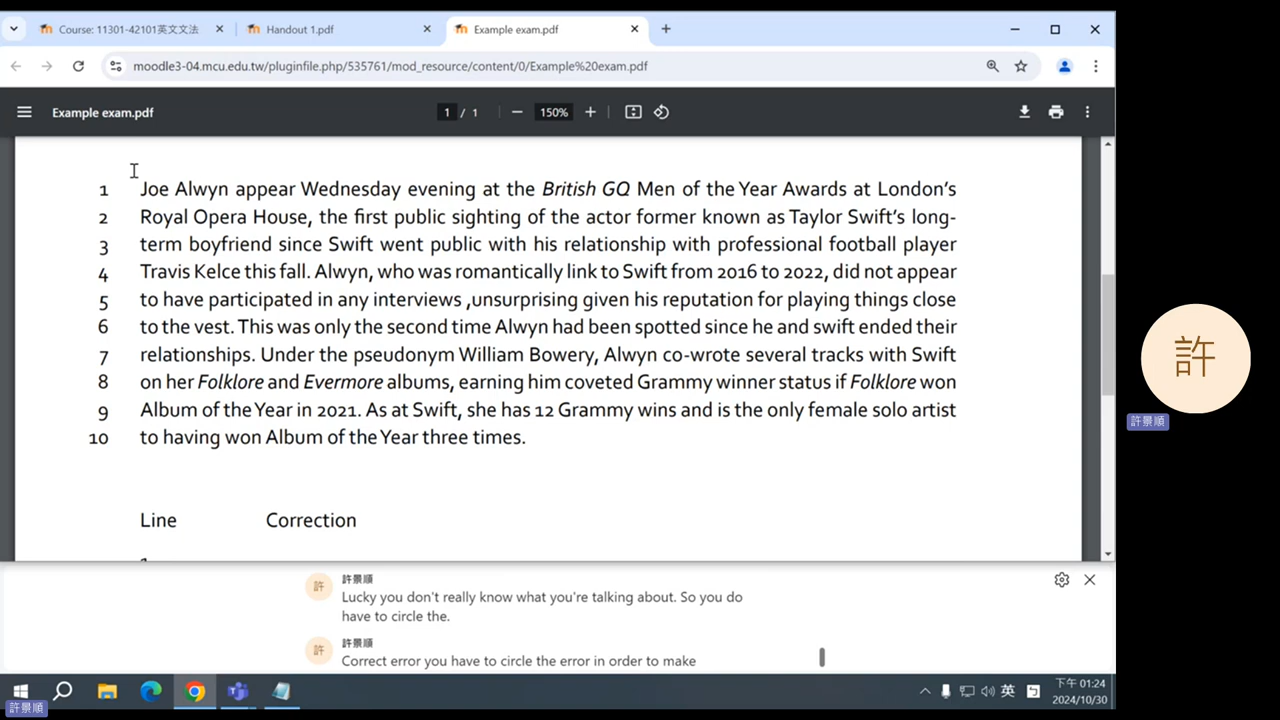 Course: 11301-42101英文文法
Handout 1.pdf
Example exam.pdf
moodle3-04.mcu.edu.tw/pluginfile.php/535761/mod_resource/content/0/Example%20exam.pdf
Example exam.pdf
1 / 1
150%
1 Joe Alwyn appear Wednesday evening at the British GQ Men of the Year Awards at London's
2 Royal Opera House, the first public sighting of the actor former known as Taylor Swift's long-
3 term boyfriend since Swift went public with his relationship with professional football player
4 Travis Kelce this fall. Alwyn, who was romantically link to Swift from 2016 to 2022, did not appear
5 to have participated in any interviews ,unsurprising given his reputation for playing things close
6 to the vest. This was only the second time Alwyn had been spotted since he and swift ended their
7 relationships. Under the pseudonym William Bowery, Alwyn co-wrote several tracks with Swift
8 on her Folklore and Evermore albums, earning him coveted Grammy winner status if Folklore won
9 Album of the Year in 2021. As at Swift, she has 12 Grammy wins and is the only female solo artist
10 to having won Album of the Year three times.
Line Correction
許
許景順
許 許景順
Lucky you don't really know what you're talking about. So you do
have to circle the.
許 許景順
Correct error you have to circle the error in order to make
英
下午 01:24
2024/10/30
許景順